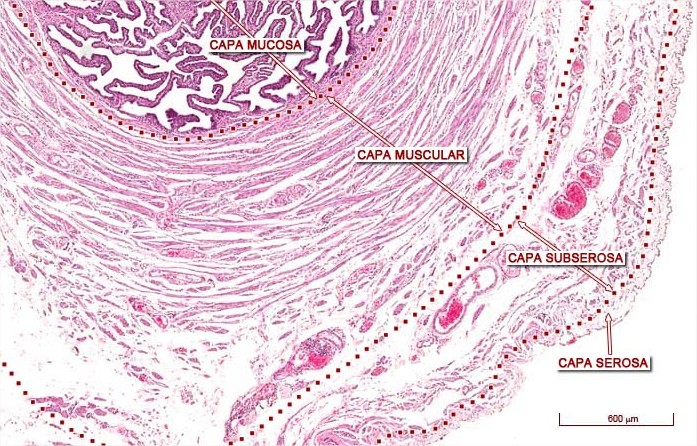 CAPA MUCOSA
CAPA MUSCULAR
CAPA SUBSEROSA
CAPA SEROSA
600 µm